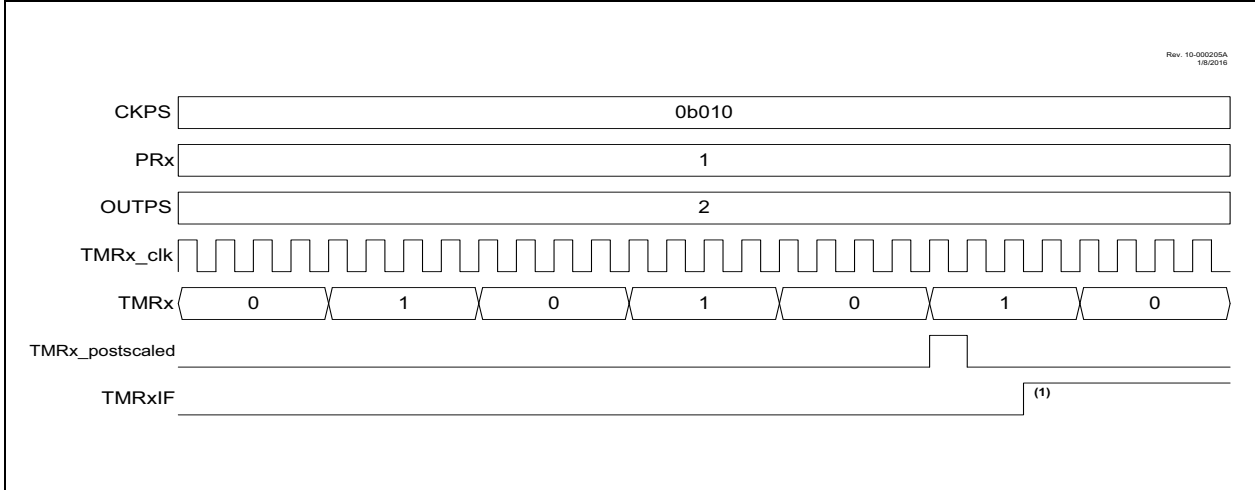 Rev. 10-000205A
1/8/2016
CKPS 0b010
PRx 1
OUTPS 2
TMRx_clk
TMRx 0 1 0 1 0 1 0
TMRx_postscaled
TMRxIF (1)